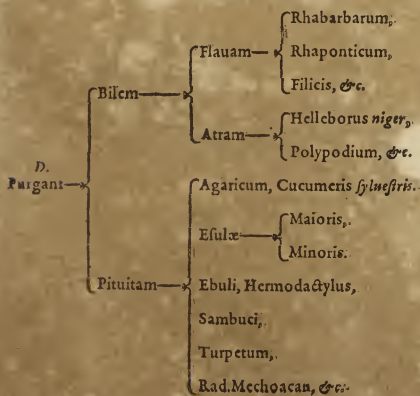 Rhabarbarum,
Flauam
Rhaponticum,
Filicis, &c.
Bilem
Helleborus niger,
Atram
Polypodium, &c.
D.
Purgant
Agaricum, Cucumeris ſylueſtris.
Maioris,
Eſulæ
Minoris.
Pituitam
Ebuli, Hermodactylus,
Sambuci,
Turpetum,
Rad. Mechoacan, &c.